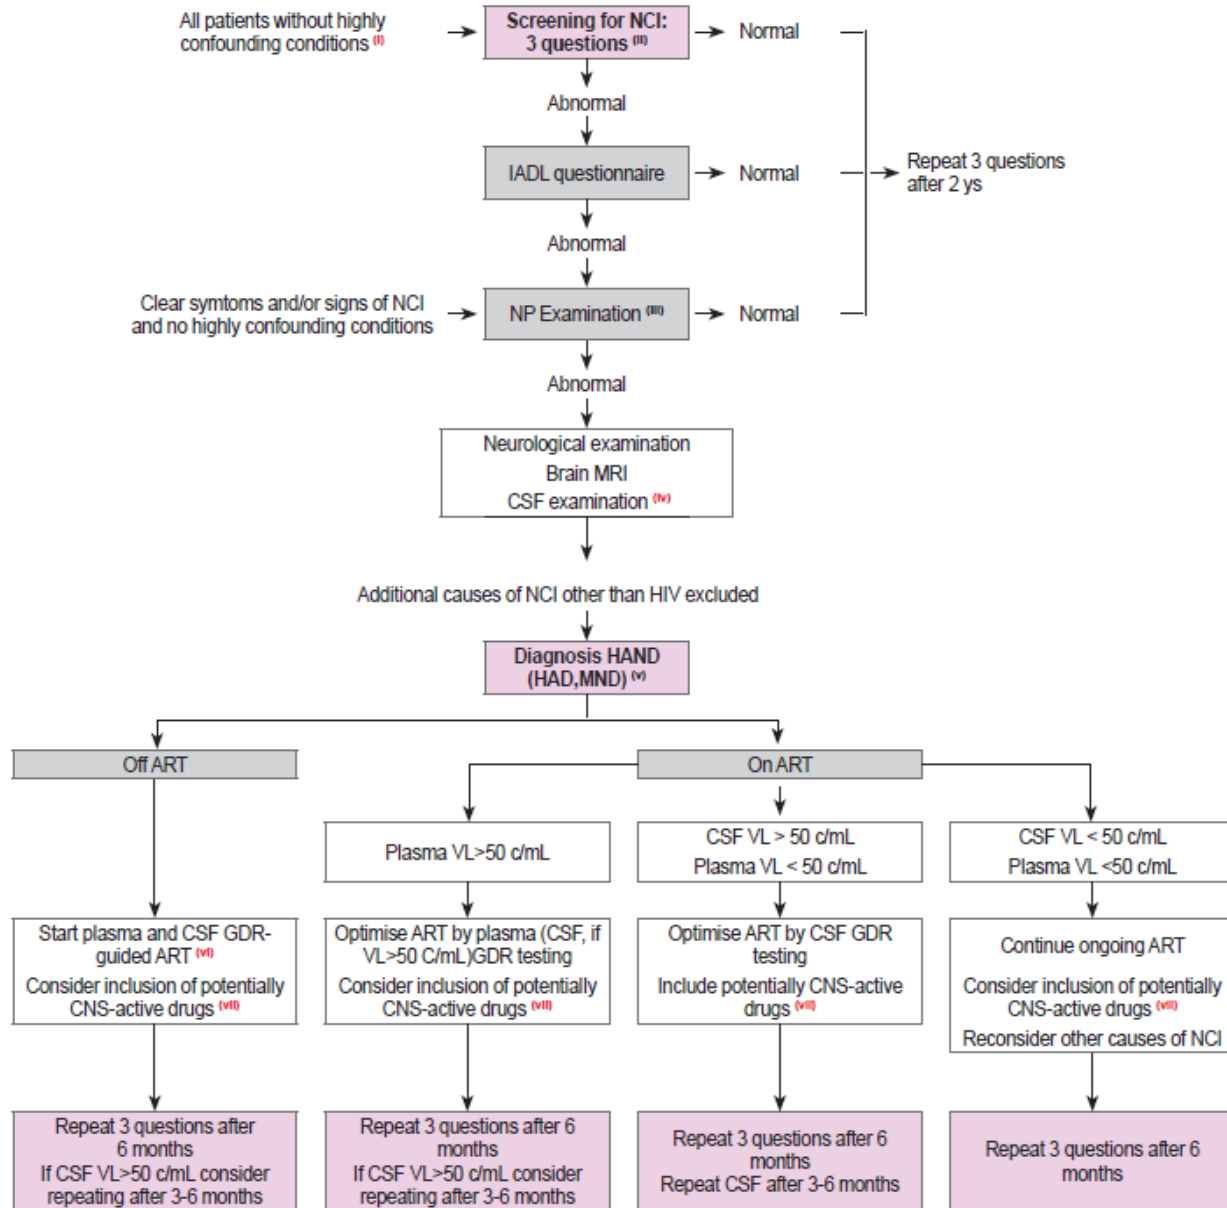 All patients without highly
confounding conditions (i)
Screening for NCI:
3 questions (ii)
Normal
Abnormal
IADL questionnaire
Normal
Repeat 3 questions
after 2 ys
Abnormal
Clear symtoms and/or signs of NCI
and no highly confounding conditions
NP Examination (iii)
Normal
Abnormal
Neurological examination
Brain MRI
CSF examination (iv)
Additional causes of NCI other than HIV excluded
Diagnosis HAND
(HAD,MND) (v)
Off ART
On ART
Plasma VL>50 c/mL
CSF VL > 50 c/mL
Plasma VL < 50 c/mL
CSF VL < 50 c/mL
Plasma VL <50 c/mL
Start plasma and CSF GDR-
guided ART (vi)
Consider inclusion of potentially
CNS-active drugs (vii)
Optimise ART by plasma (CSF, if
VL>50 C/mL)GDR testing
Consider inclusion of potentially
CNS-active drugs (vii)
Optimise ART by CSF GDR
testing
Include potentially CNS-active
drugs (vii)
Continue ongoing ART
Consider inclusion of potentially
CNS-active drugs (vii)
Reconsider other causes of NCI
Repeat 3 questions after
6 months
If CSF VL>50 c/mL consider
repeating after 3-6 months
Repeat 3 questions after 6
months
If CSF VL>50 c/mL consider
repeating after 3-6 months
Repeat 3 questions after 6
months
Repeat CSF after 3-6 months
Repeat 3 questions after 6
months